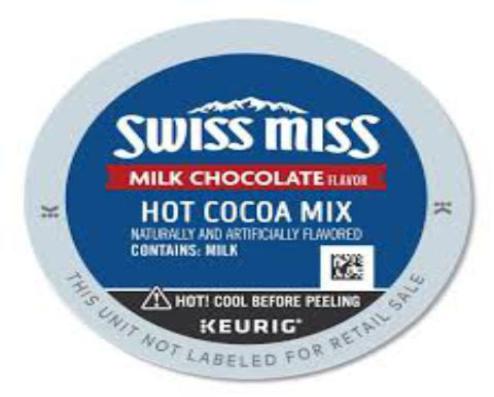 SWISS MISS
MILK CHOCOLATE FLAVOR
HOT COCOA MIX
NATURALLY AND ARTIFICIALLY FLAVORED
CONTAINS: MILK
HOT! COOL BEFORE PEELING
KEURIG®
THIS UNIT NOT LABELED FOR RETAIL SALE